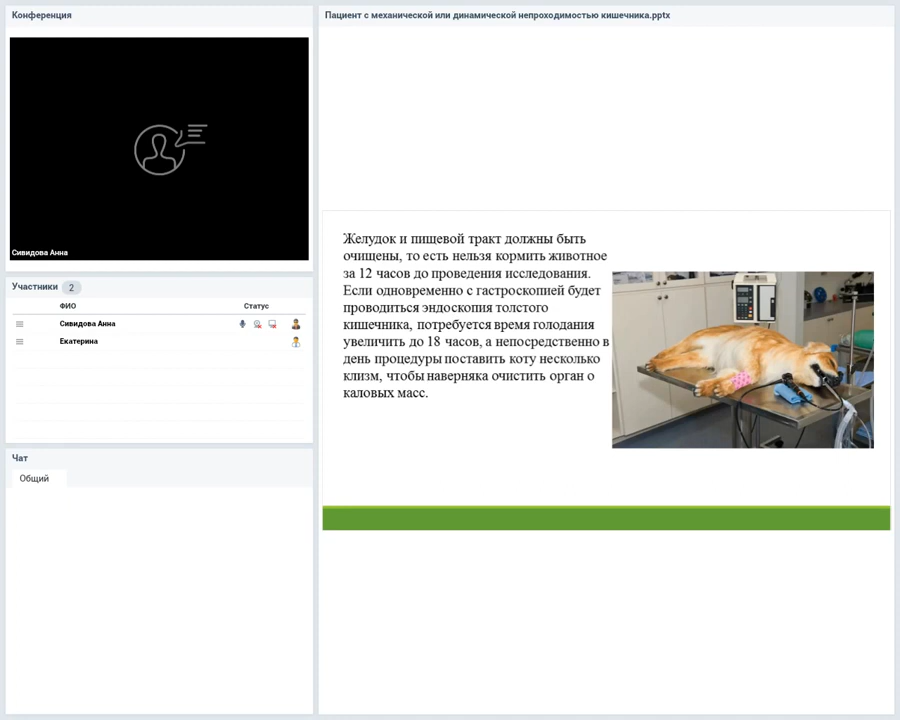 Конференция
Сивидова Анна
Участники 2
ФИО Статус
Сивидова Анна
Екатерина
Чат
Общий
Пациент с механической или динамической непроходимостью кишечника.pptx
Желудок и пищевой тракт должны быть
очищены, то есть нельзя кормить животное
за 12 часов до проведения исследования.
Если одновременно с гастроскопией будет
проводиться эндоскопия толстого
кишечника, потребуется время голодания
увеличить до 18 часов, а непосредственно в
день процедуры поставить коту несколько
клизм, чтобы наверняка очистить орган о
каловых масс.